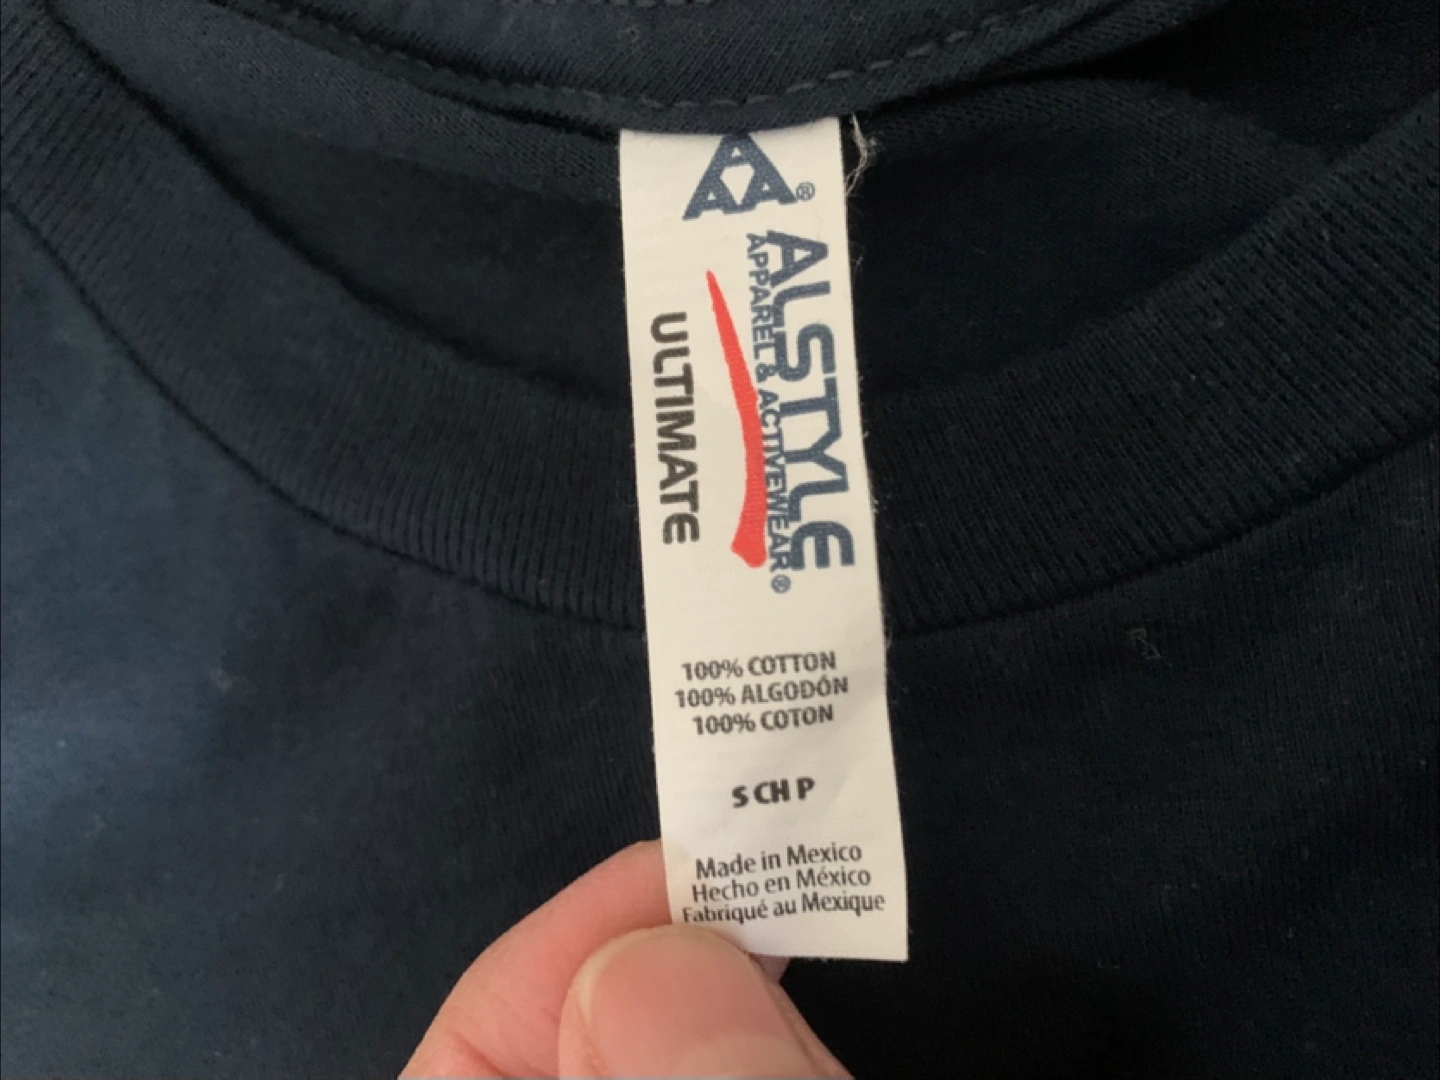 AAA®
ALSTYLE
APPAREL & ACTIVEWEAR®
ULTIMATE
100% COTTON
100% ALGODÓN
100% COTON
S CH P
Made in Mexico
Hecho en México
Fabriqué au Mexique